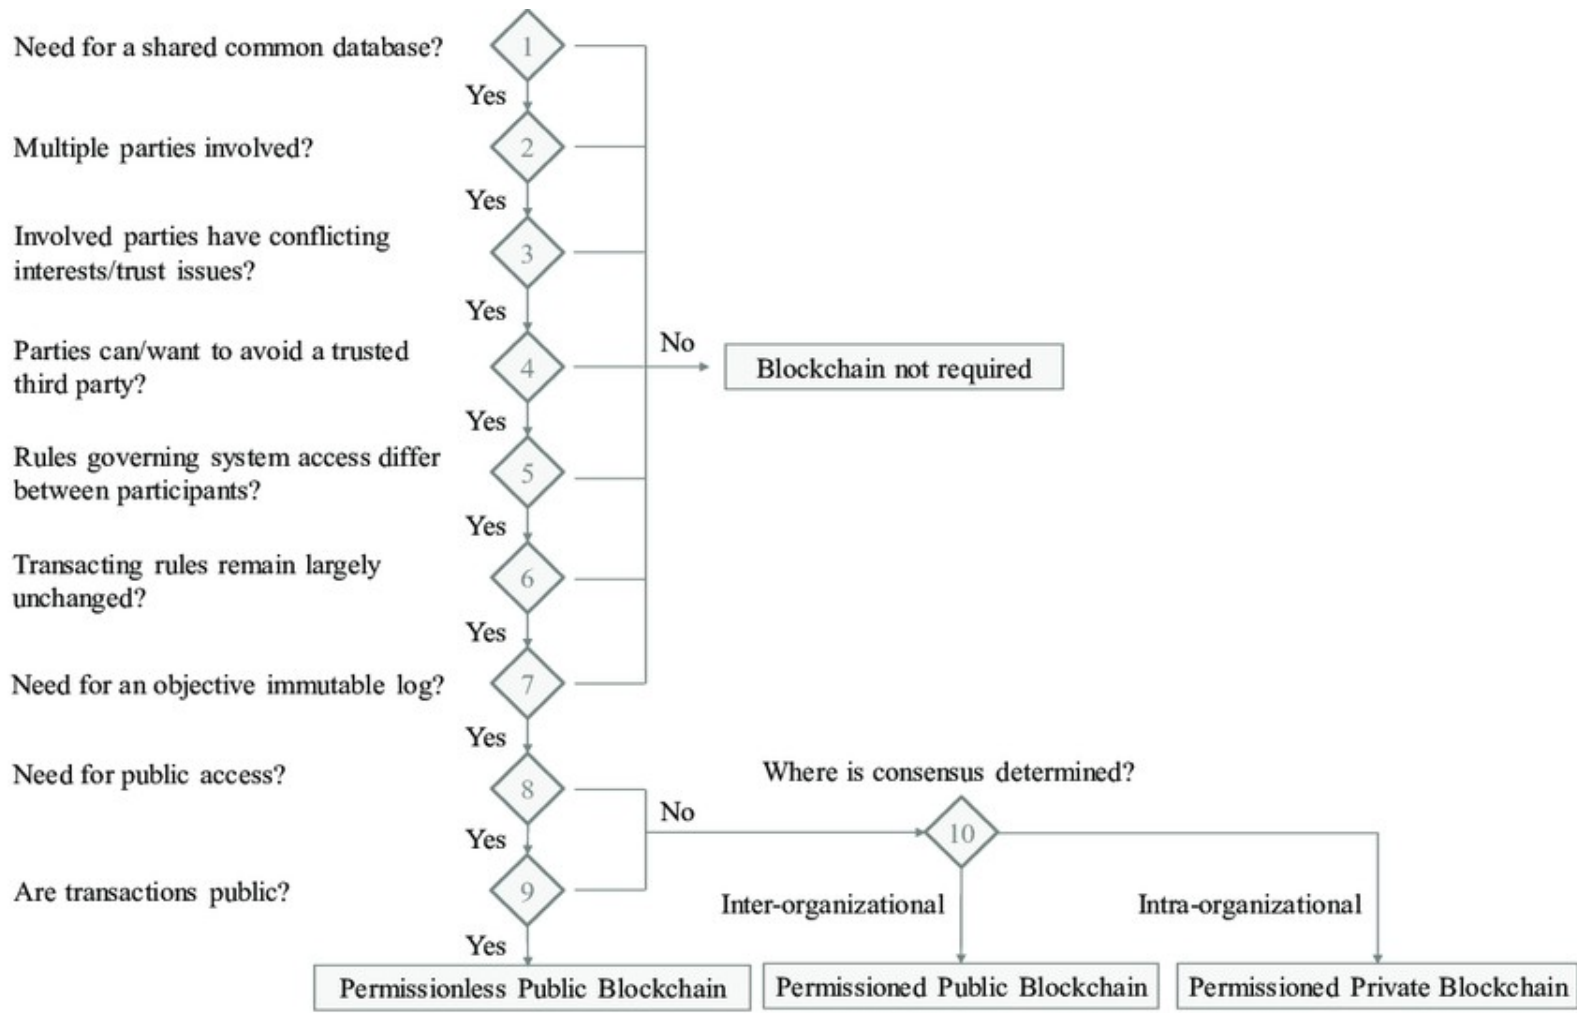 Need for a shared common database?
1
Yes
Multiple parties involved?
2
Yes
Involved parties have conflicting
interests/trust issues?
3
Yes
Parties can/want to avoid a trusted
third party?
4
No
Blockchain not required
Yes
Rules governing system access differ
between participants?
5
Yes
Transacting rules remain largely
unchanged?
6
Yes
Need for an objective immutable log?
7
Yes
Need for public access?
8
No
Where is consensus determined?
10
Yes
Are transactions public?
9
Inter-organizational
Intra-organizational
Yes
Permissionless Public Blockchain
Permissioned Public Blockchain
Permissioned Private Blockchain